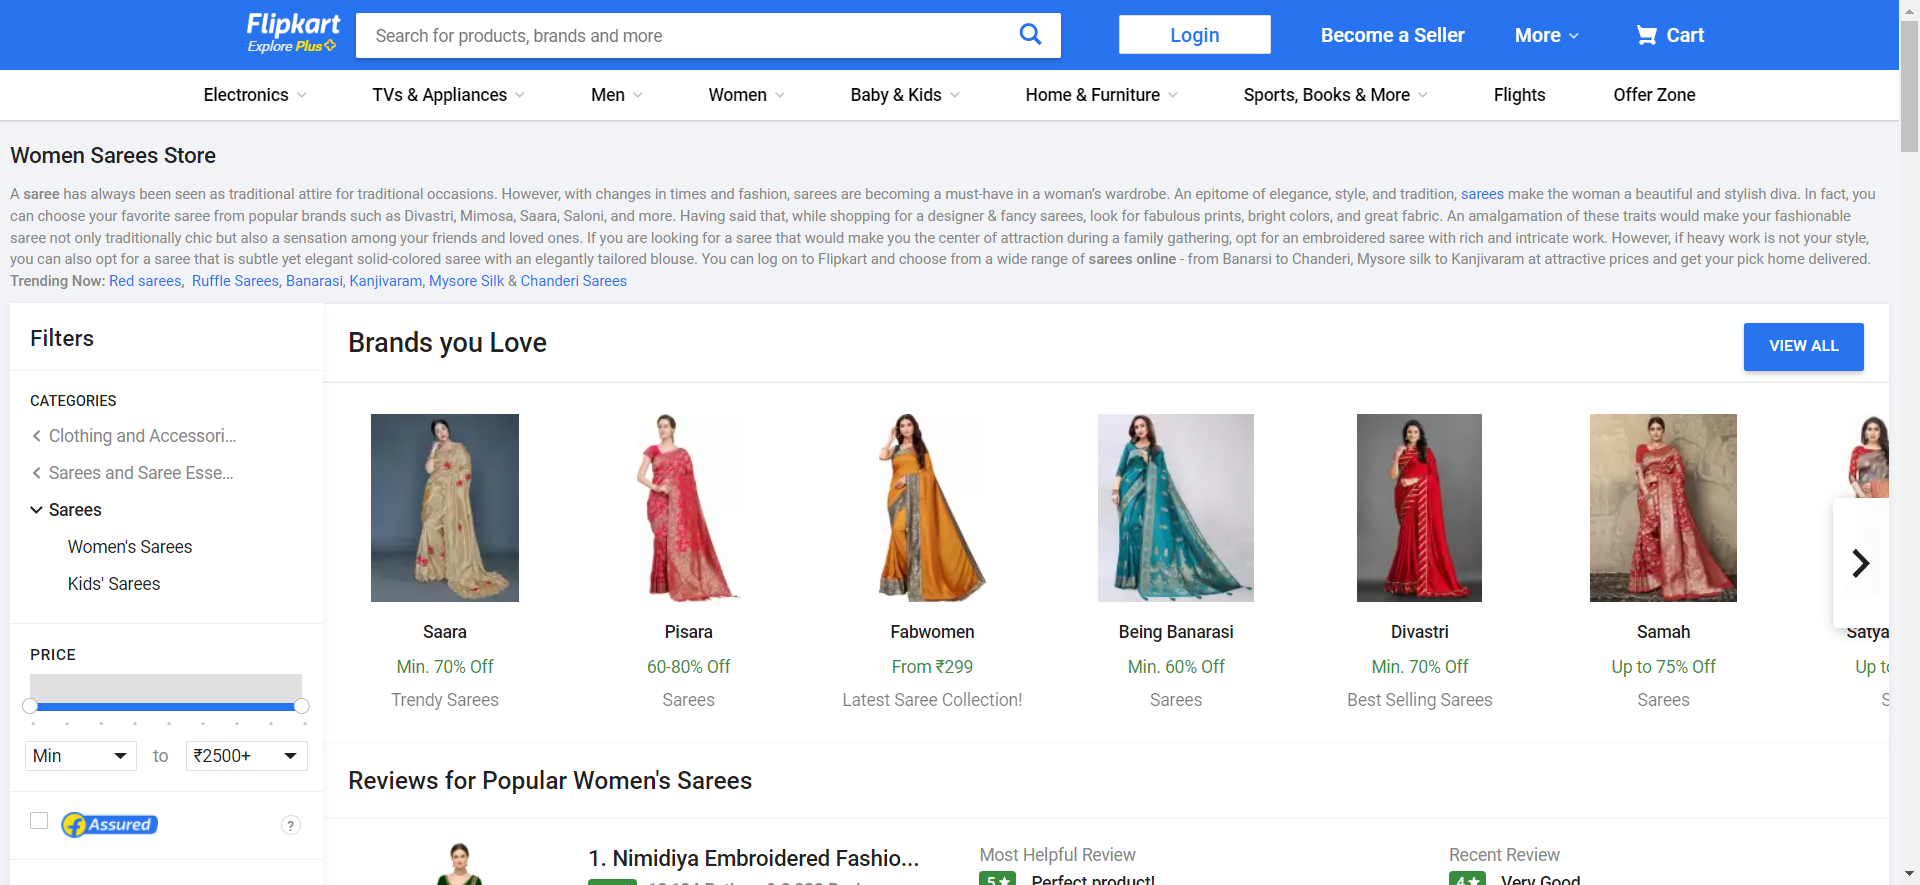 Flipkart
Explore Plus
Search for products, brands and more
Login
Become a Seller
More
Cart
Electronics
TVs & Appliances
Men
Women
Baby & Kids
Home & Furniture
Sports, Books & More
Flights
Offer Zone
Women Sarees Store
A saree has always been seen as traditional attire for traditional occasions. However, with changes in times and fashion, sarees are becoming a must-have in a woman's wardrobe. An epitome of elegance, style, and tradition, sarees make the woman a beautiful and stylish diva. In fact, you
can choose your favorite saree from popular brands such as Divastri, Mimosa, Saara, Saloni, and more. Having said that, while shopping for a designer & fancy sarees, look for fabulous prints, bright colors, and great fabric. An amalgamation of these traits would make your fashionable
saree not only traditionally chic but also a sensation among your friends and loved ones. If you are looking for a saree that would make you the center of attraction during a family gathering, opt for an embroidered saree with rich and intricate work. However, if heavy work is not your style,
you can also opt for a saree that is subtle yet elegant solid-colored saree with an elegantly tailored blouse. You can log on to Flipkart and choose from a wide range of sarees online - from Banarsi to Chanderi, Mysore silk to Kanjivaram at attractive prices and get your pick home delivered.
Trending Now: Red sarees, Ruffle Sarees, Banarasi, Kanjivaram, Mysore Silk & Chanderi Sarees
Filters
CATEGORIES
Clothing and Accessori...
Sarees and Saree Esse...
Sarees
Women's Sarees
Kids' Sarees
PRICE
Min to ₹2500+
Assured
?
Brands you Love
VIEW ALL
Saara
Min. 70% Off
Trendy Sarees
Pisara
60-80% Off
Sarees
Fabwomen
From ₹299
Latest Saree Collection!
Being Banarasi
Min. 60% Off
Sarees
Divastri
Min. 70% Off
Best Selling Sarees
Samah
Up to 75% Off
Sarees
Satya
Up to
S
Reviews for Popular Women's Sarees
1. Nimidiya Embroidered Fashio...
Most Helpful Review
5★ Perfect product!
Recent Review
4★ Very Good